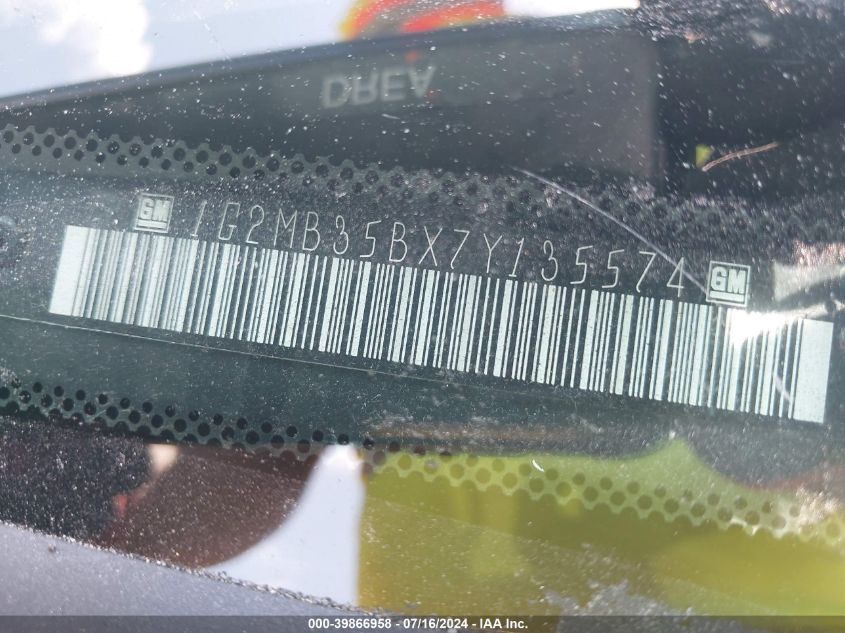 DREA
GM 1G2MB35BX7Y135574 GM
000-39866958 - 07/16/2024 - IAA Inc.